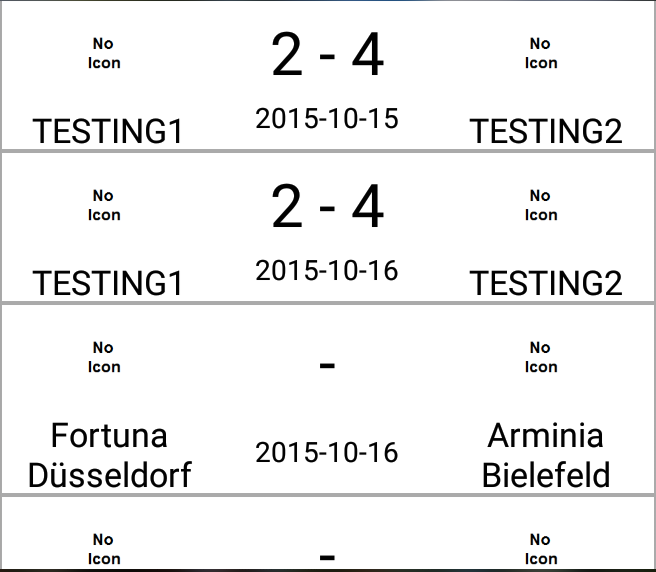 No
Icon
2 - 4
No
Icon
TESTING1
2015-10-15
TESTING2
No
Icon
2 - 4
No
Icon
TESTING1
2015-10-16
TESTING2
No
Icon
-
No
Icon
Fortuna
Düsseldorf
2015-10-16
Arminia
Bielefeld
No
Icon
-
No
Icon